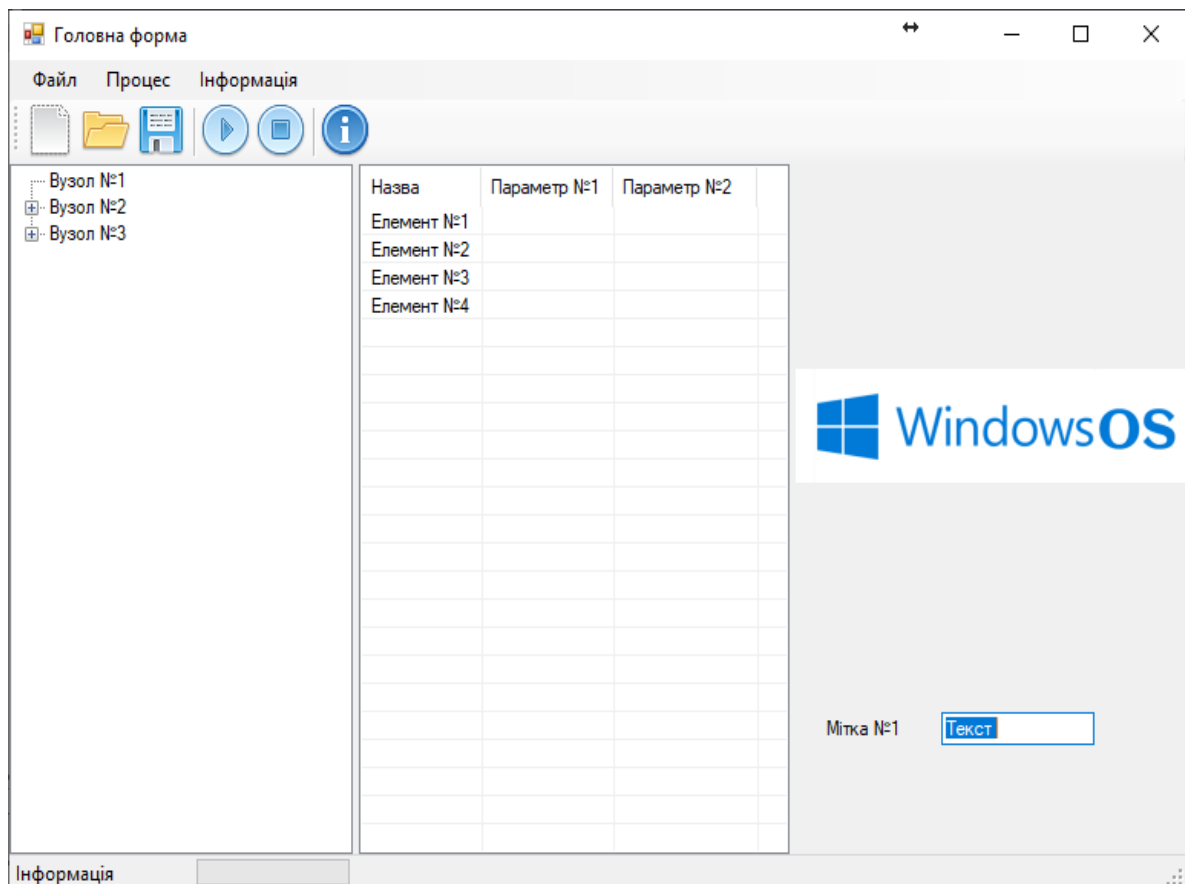 Головна форма
Файл Процес Інформація
Вузол №1
Вузол №2
Вузол №3
Назва Параметр №1 Параметр №2
Елемент №1
Елемент №2
Елемент №3
Елемент №4
WindowsOS
Мітка №1 Текст
Інформація